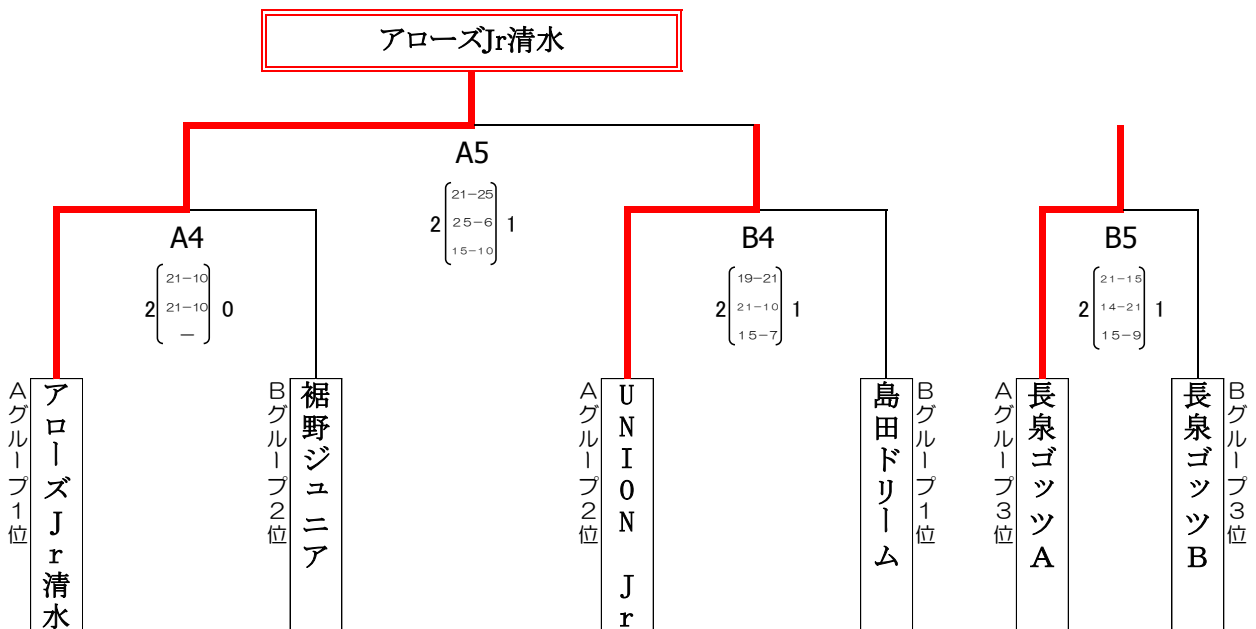 アローズJr清水
A5
21-25
2 25-6 1
15-10
A4
21-10
2 21-10 0
－
B4
19-21
2 21-10 1
15-7
B5
21-15
2 14-21 1
15-9
Aグループ1位
アローズJr清水
Bグループ2位
裾野ジュニア
Aグループ2位
UNION Jr
島田ドリーム
Bグループ1位
Aグループ3位
長泉ゴッツA
長泉ゴッツB
Bグループ3位